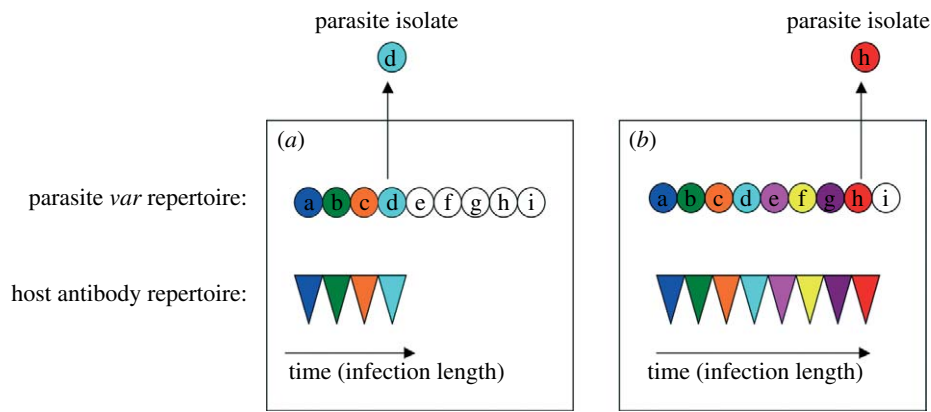 parasite isolate
parasite isolate
d
h
(a)
(b)
parasite var repertoire:
a b c d e f g h i
a b c d e f g h i
host antibody repertoire:
time (infection length)
time (infection length)